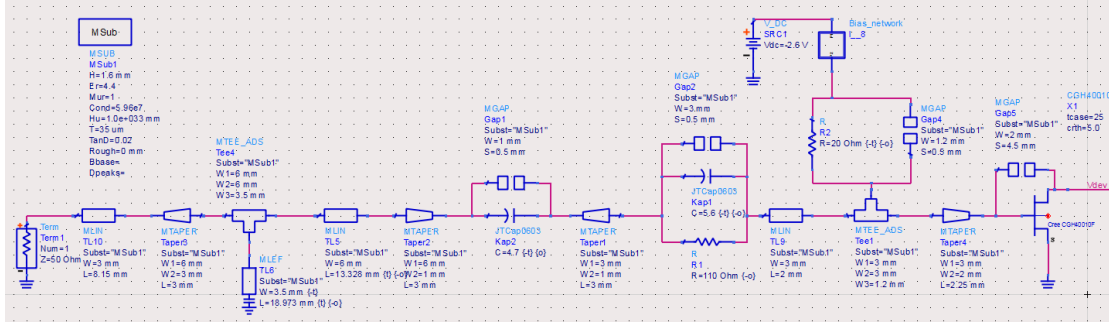 MSub
MSUB
MSub1
H=1.6 mm
Er=4.4
Mur=1
Cond=5.96e7
Hu=1.0e+033 mm
T=35 um
TanD=0.02
Rough=0 mm
Bbase=
Dpeaks=
Term
Term1
Num=1
Z=50 Ohm
MLIN
TL10
Subst="MSub1"
W=3 mm
L=8.15 mm
MTAPER
Taper3
Subst="MSub1"
W1=6 mm
W2=3 mm
L=3 mm
MTEE_ADS
Tee4
Subst="MSub1"
W1=6 mm
W2=6 mm
W3=3.5 mm
MLEF
TL6
Subst="MSub1"
W=3.5 mm {-t}
L=18.973 mm {t} {-o}
MLIN
TL5
Subst="MSub1"
W=6 mm
L=13.328 mm {t} {-o}
MTAPER
Taper2
Subst="MSub1"
W1=6 mm
W2=1 mm
L=3 mm
MGAP
Gap1
Subst="MSub1"
W=1 mm
S=0.5 mm
JTCap0603
Kap2
C=4.7 {-t} {o}
MTAPER
Taper1
Subst="MSub1"
W1=3 mm
W2=1 mm
L=3 mm
MGAP
Gap2
Subst="MSub1"
W=3 mm
S=0.5 mm
JTCap0603
Kap1
C=5.6 {-t} {-o}
R
R1
R=110 Ohm {-o}
MLIN
TL9
Subst="MSub1"
W=3 mm
L=2 mm
V_DC
SRC1
Vdc=-2.6 V
Bias_network
R
R2
R=20 Ohm {-t} {-o}
MGAP
Gap4
Subst="MSub1"
W=1.2 mm
MTEE_ADS
Tee1
Subst="MSub1"
W1=3 mm
W2=3 mm
W3=1.2 mm
MTAPER
Taper4
Subst="MSub1"
W1=3 mm
W2=2 mm
L=2.25 mm
MGAP
Gap5
Subst="MSub1"
W=2 mm
S=4.5 mm
X1
tcase=25
crth=5.0
Vdev
Cree CGH40010F